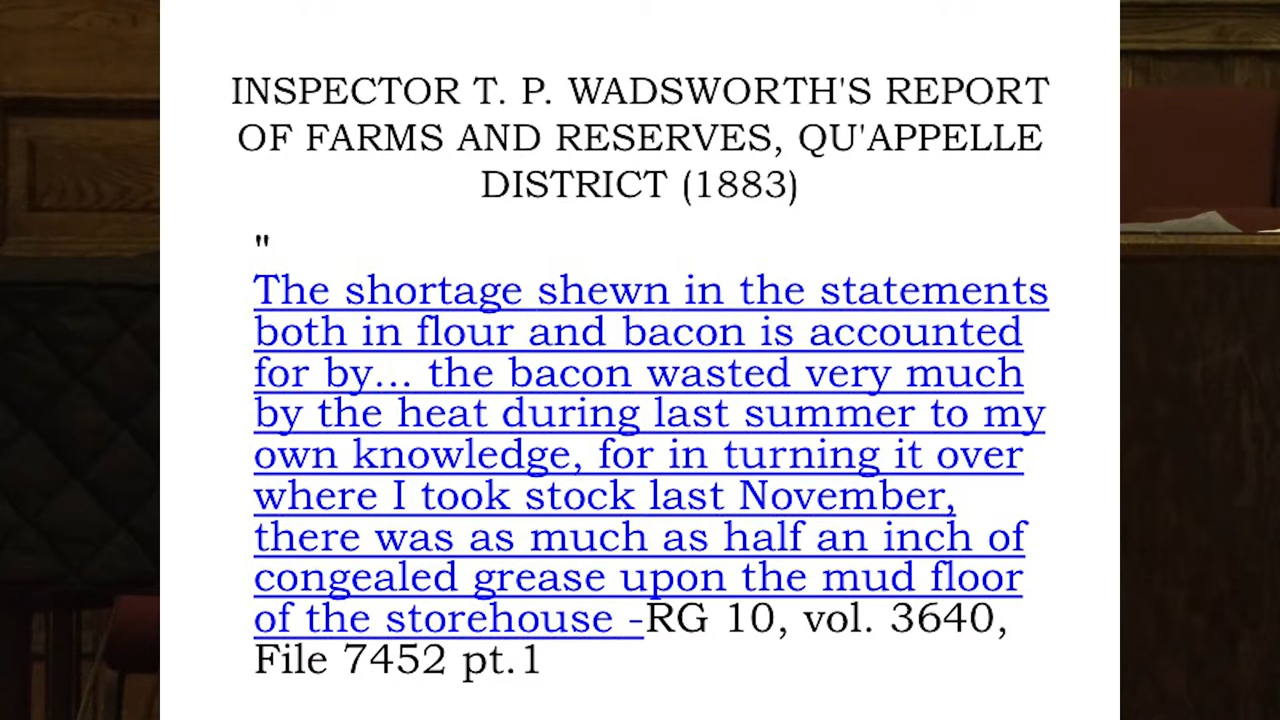 INSPECTOR T. P. WADSWORTH'S REPORT
OF FARMS AND RESERVES, QU'APPELLE
DISTRICT (1883)
"
The shortage shewn in the statements
both in flour and bacon is accounted
for by... the bacon wasted very much
by the heat during last summer to my
own knowledge, for in turning it over
where I took stock last November,
there was as much as half an inch of
congealed grease upon the mud floor
of the storehouse -RG 10, vol. 3640,
File 7452 pt.1